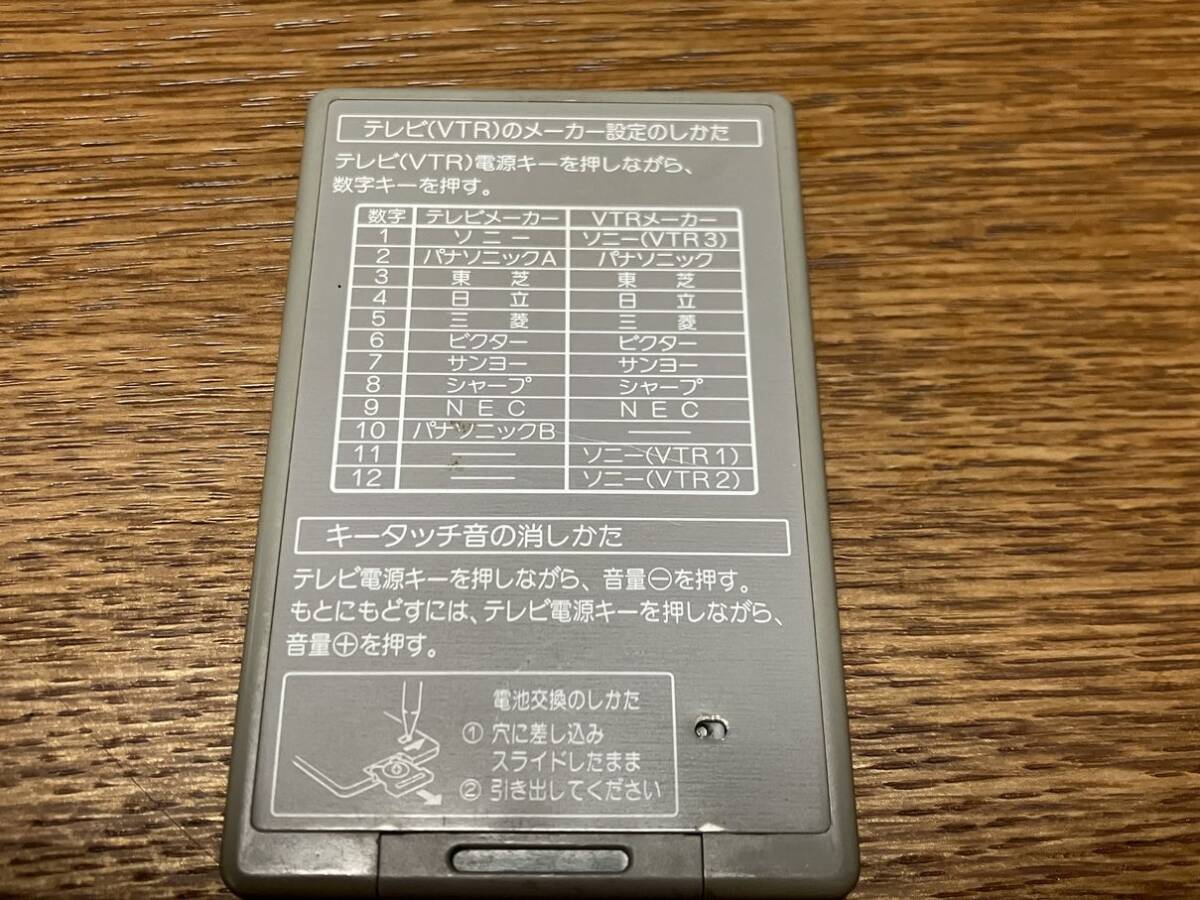 テレビ(VTR)のメーカー設定のしかた
テレビ(VTR)電源キーを押しながら、
数字キーを押す。
数字 テレビメーカー VTRメーカー
1 ソニー ソニー(VTR3)
2 パナソニックA パナソニック
3 東芝 東芝
4 日立 日立
5 三菱 三菱
6 ビクター ビクター
7 サンヨー サンヨー
8 シャープ シャープ
9 NEC NEC
10 パナソニックB ――
11 ―― ソニー(VTR1)
12 ―― ソニー(VTR2)
キータッチ音の消しかた
テレビ電源キーを押しながら、音量⊖を押す。
もとにもどすには、テレビ電源キーを押しながら、
音量⊕を押す。
電池交換のしかた
① 穴に差し込み
スライドしたまま
② 引き出してください